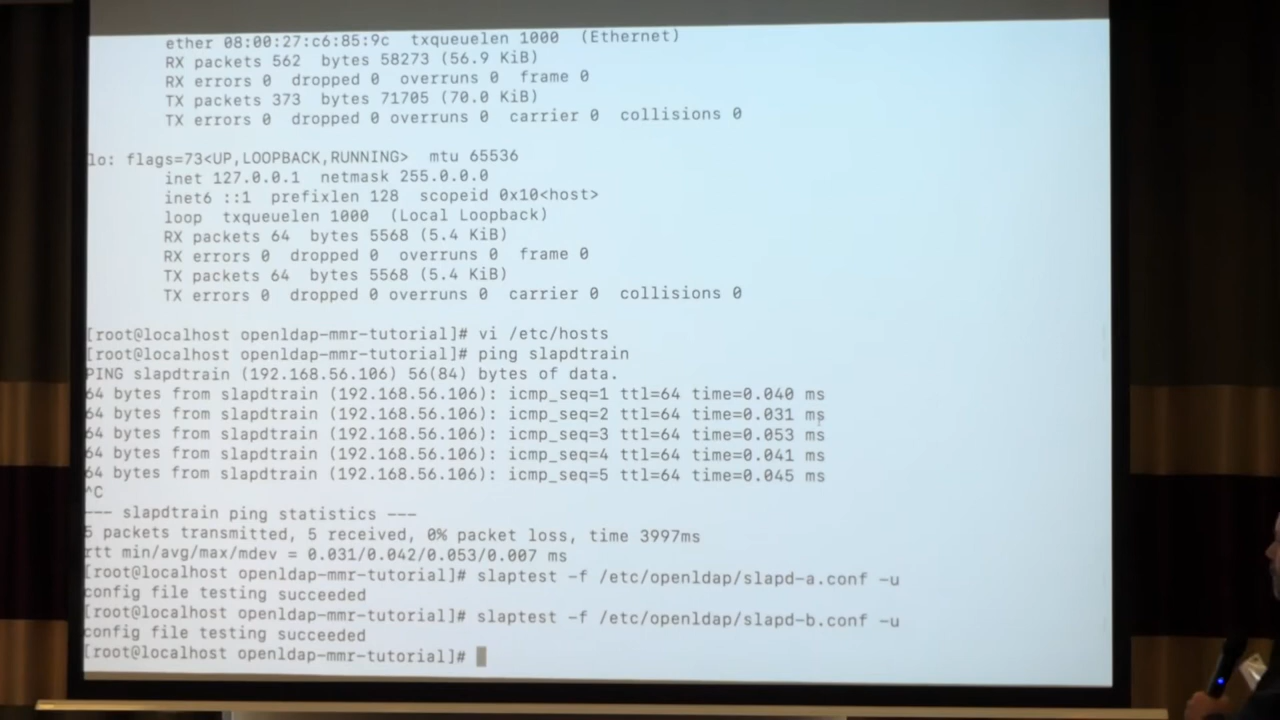 ether 08:00:27:c6:85:9c txqueuelen 1000 (Ethernet)
RX packets 562 bytes 58273 (56.9 KiB)
RX errors 0 dropped 0 overruns 0 frame 0
TX packets 373 bytes 71705 (70.0 KiB)
TX errors 0 dropped 0 overruns 0 carrier 0 collisions 0
lo: flags=73<UP,LOOPBACK,RUNNING> mtu 65536
inet 127.0.0.1 netmask 255.0.0.0
inet6 ::1 prefixlen 128 scopeid 0x10<host>
loop txqueuelen 1000 (Local Loopback)
RX packets 64 bytes 5568 (5.4 KiB)
RX errors 0 dropped 0 overruns 0 frame 0
TX packets 64 bytes 5568 (5.4 KiB)
TX errors 0 dropped 0 overruns 0 carrier 0 collisions 0
[root@localhost openldap-mmr-tutorial]# vi /etc/hosts
[root@localhost openldap-mmr-tutorial]# ping slapdtrain
PING slapdtrain (192.168.56.106) 56(84) bytes of data.
64 bytes from slapdtrain (192.168.56.106): icmp_seq=1 ttl=64 time=0.040 ms
64 bytes from slapdtrain (192.168.56.106): icmp_seq=2 ttl=64 time=0.031 ms
64 bytes from slapdtrain (192.168.56.106): icmp_seq=3 ttl=64 time=0.053 ms
64 bytes from slapdtrain (192.168.56.106): icmp_seq=4 ttl=64 time=0.041 ms
64 bytes from slapdtrain (192.168.56.106): icmp_seq=5 ttl=64 time=0.045 ms
^C
--- slapdtrain ping statistics ---
5 packets transmitted, 5 received, 0% packet loss, time 3997ms
rtt min/avg/max/mdev = 0.031/0.042/0.053/0.007 ms
[root@localhost openldap-mmr-tutorial]# slaptest -f /etc/openldap/slapd-a.conf -u
config file testing succeeded
[root@localhost openldap-mmr-tutorial]# slaptest -f /etc/openldap/slapd-b.conf -u
config file testing succeeded
[root@localhost openldap-mmr-tutorial]#